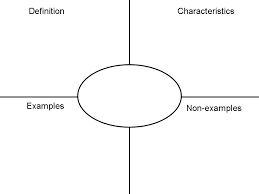 Definition
Characteristics
Examples
Non-examples